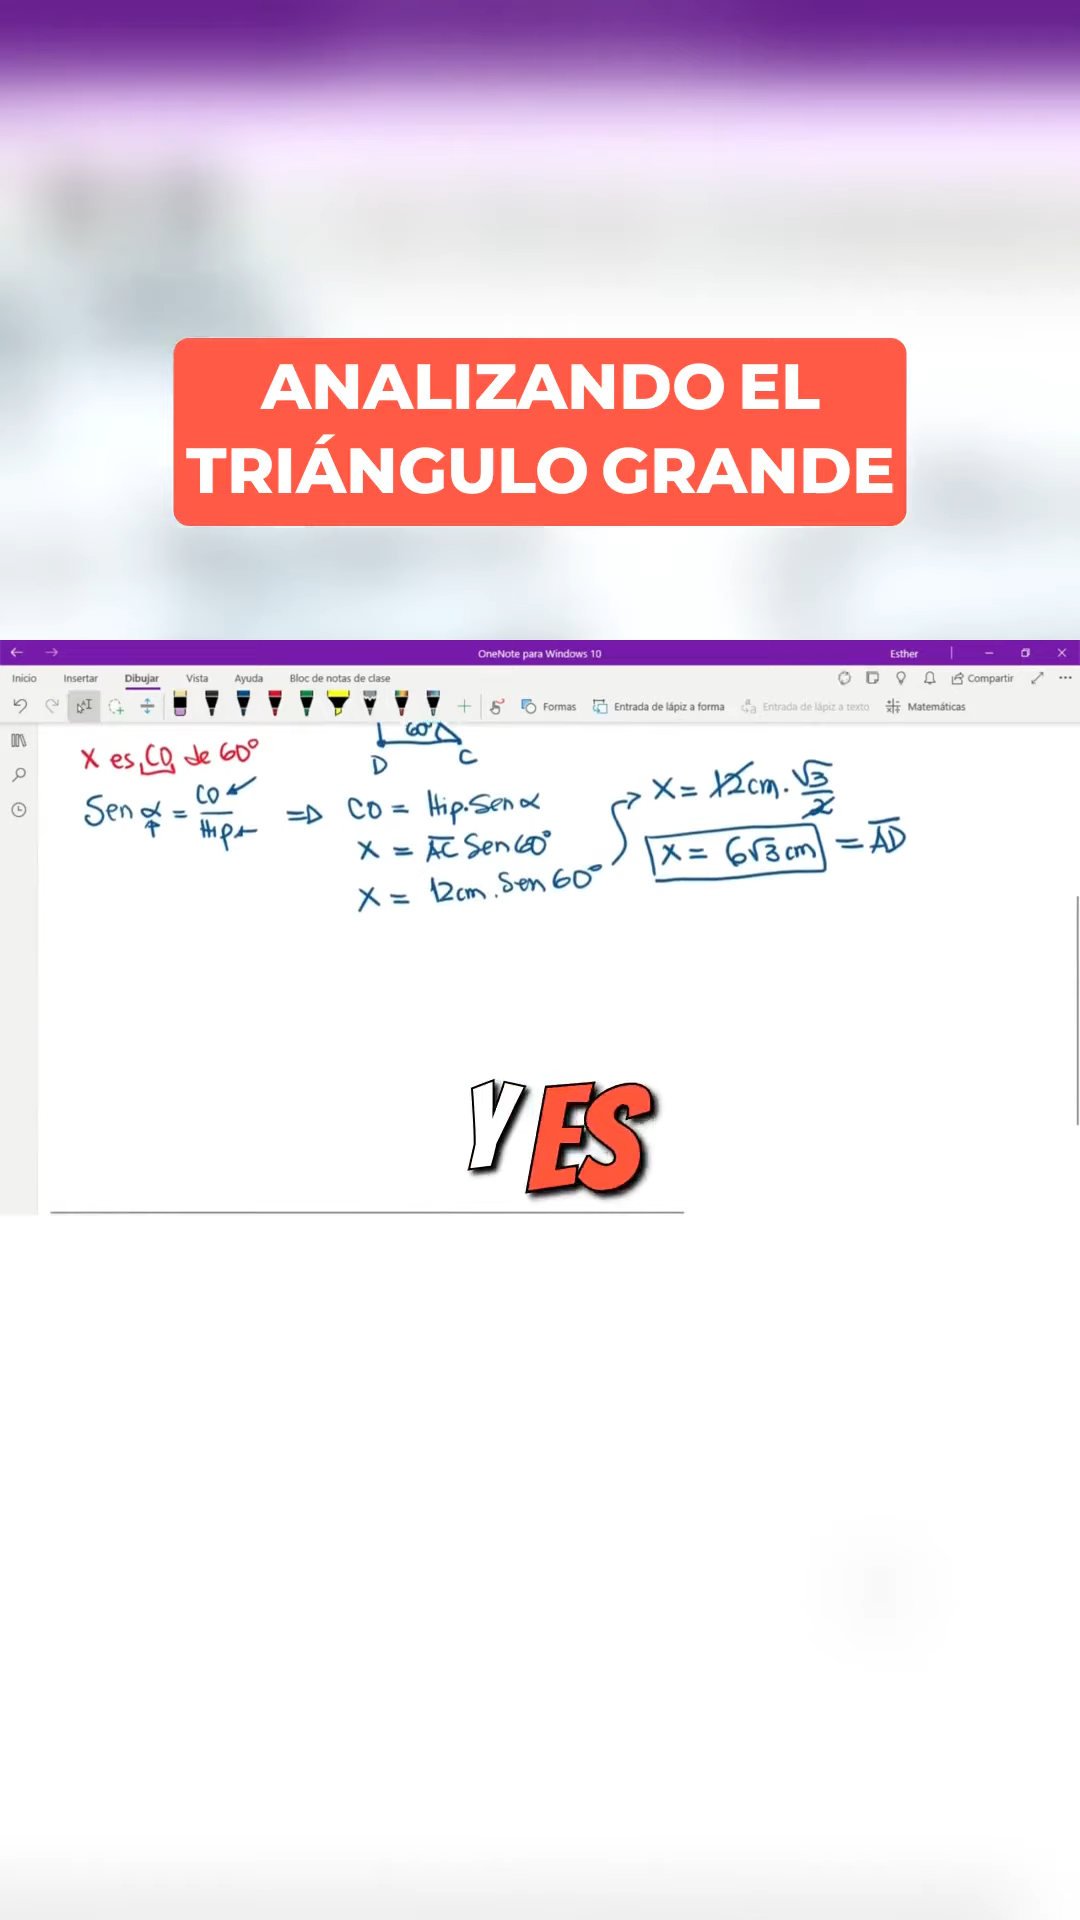 ANALIZANDO EL
TRIÁNGULO GRANDE
OneNote para Windows 10
Esther
Inicio Insertar Dibujar Vista Ayuda Bloc de notas de clase
Compartir
Formas Entrada de lápiz a forma Entrada de lápiz a texto Matemáticas
60°
D C
X es CO de 60°
Sen α = CO / Hip
⇒ CO = Hip. Sen α
X = AC Sen 60°
X = 12cm . Sen 60°
X = 12cm . √3 / 2
X = 6√3 cm = AD
YES